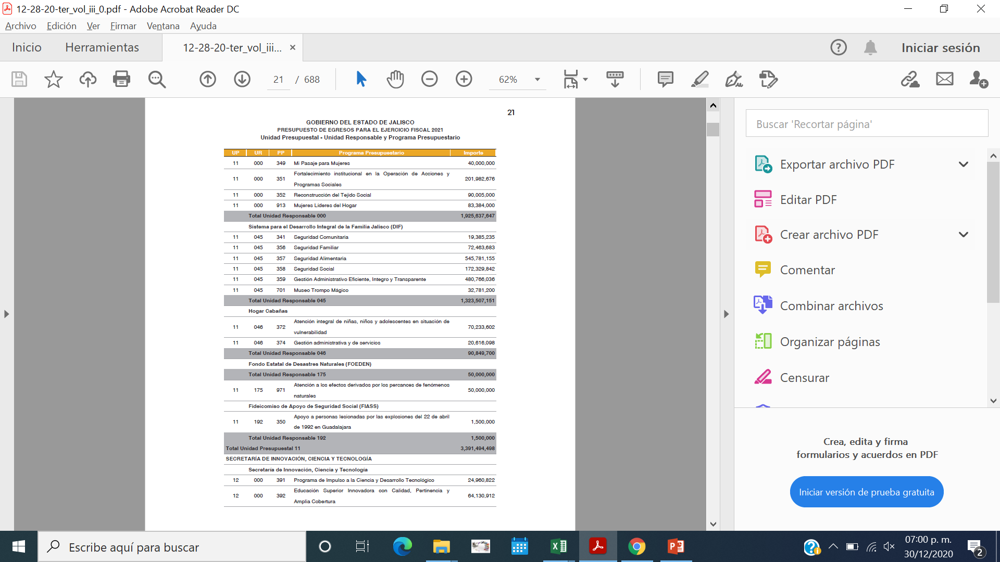 12-28-20-ter_vol_iii_0.pdf - Adobe Acrobat Reader DC
Archivo Edición Ver Firmar Ventana Ayuda
Inicio Herramientas 12-28-20-ter_vol_iii... × Iniciar sesión
21 / 688 62%
21
GOBIERNO DEL ESTADO DE JALISCO
PRESUPUESTO DE EGRESOS PARA EL EJERCICIO FISCAL 2021
Unidad Presupuestal - Unidad Responsable y Programa Presupuestario
UP UR PP Programa Presupuestario Importe
11 000 349 Mi Pasaje para Mujeres 40,000,000
11 000 351 Fortalecimiento institucional en la Operación de Acciones y 201,982,676
Programas Sociales
11 000 352 Reconstrucción del Tejido Social 90,005,000
11 000 913 Mujeres Líderes del Hogar 83,384,000
Total Unidad Responsable 000 1,925,637,647
Sistema para el Desarrollo Integral de la Familia Jalisco (DIF)
11 045 341 Seguridad Comunitaria 19,385,235
11 045 356 Seguridad Familiar 72,463,683
11 045 357 Seguridad Alimentaria 545,781,155
11 045 358 Seguridad Social 172,329,842
11 045 359 Gestión Administrativo Eficiente, Integro y Transparente 480,766,036
11 045 701 Museo Trompo Mágico 32,781,200
Total Unidad Responsable 045 1,323,507,151
Hogar Cabañas
11 046 372 Atención integral de niñas, niños y adolescentes en situación de 70,233,602
vulnerabilidad
11 046 374 Gestión administrativa y de servicios 20,616,098
Total Unidad Responsable 046 90,849,700
Fondo Estatal de Desastres Naturales (FOEDEN)
Total Unidad Responsable 175 50,000,000
11 175 971 Atención a los efectos derivados por los percances de fenómenos 50,000,000
naturales
Fideicomiso de Apoyo de Seguridad Social (FIASS)
11 192 350 Apoyo a personas lesionadas por las explosiones del 22 de abril 1,500,000
de 1992 en Guadalajara
Total Unidad Responsable 192 1,500,000
Total Unidad Presupuestal 11 3,391,494,498
SECRETARÍA DE INNOVACIÓN, CIENCIA Y TECNOLOGÍA
Secretaría de Innovación, Ciencia y Tecnología
12 000 391 Programa de Impulso a la Ciencia y Desarrollo Tecnológico 24,960,822
12 000 392 Educación Superior Innovadora con Calidad, Pertinencia y 64,130,912
Amplia Cobertura
Buscar 'Recortar página'
Exportar archivo PDF
Editar PDF
Crear archivo PDF
Comentar
Combinar archivos
Organizar páginas
Censurar
Crea, edita y firma
formularios y acuerdos en PDF
Iniciar versión de prueba gratuita
Escribe aquí para buscar
07:00 p. m.
30/12/2020
2